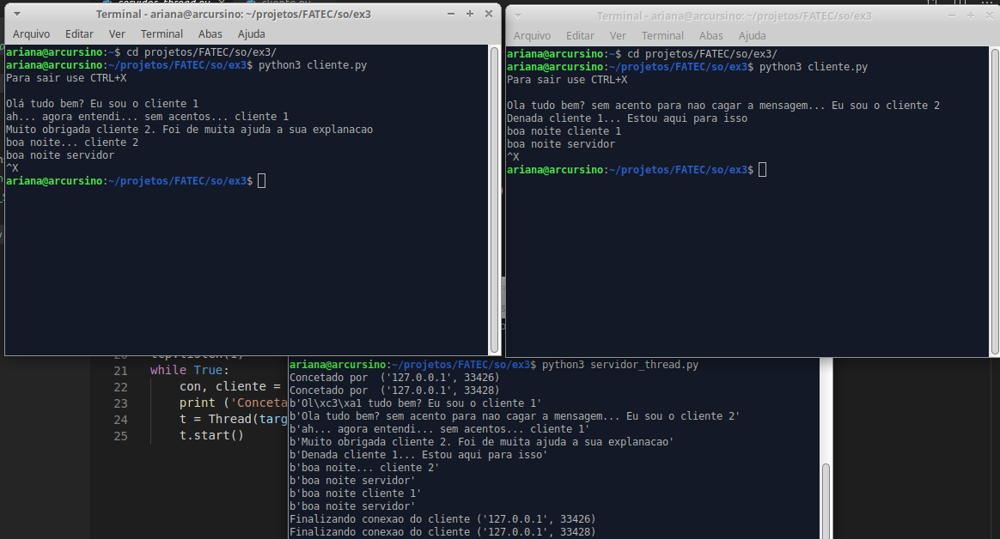 servidor_thread.py
cliente.py
Terminal - ariana@arcursino: ~/projetos/FATEC/so/ex3
Arquivo Editar Ver Terminal Abas Ajuda
ariana@arcursino:~$ cd projetos/FATEC/so/ex3/
ariana@arcursino:~/projetos/FATEC/so/ex3$ python3 cliente.py
Para sair use CTRL+X
Olá tudo bem? Eu sou o cliente 1
ah... agora entendi... sem acentos... cliente 1
Muito obrigada cliente 2. Foi de muita ajuda a sua explanacao
boa noite... cliente 2
boa noite servidor
^X
ariana@arcursino:~/projetos/FATEC/so/ex3$
Terminal - ariana@arcursino: ~/projetos/FATEC/so/ex3
Arquivo Editar Ver Terminal Abas Ajuda
ariana@arcursino:~$ cd projetos/FATEC/so/ex3/
ariana@arcursino:~/projetos/FATEC/so/ex3$ python3 cliente.py
Para sair use CTRL+X
Ola tudo bem? sem acento para nao cagar a mensagem... Eu sou o cliente 2
Denada cliente 1... Estou aqui para isso
boa noite cliente 1
boa noite servidor
^X
ariana@arcursino:~/projetos/FATEC/so/ex3$
20 tcp.listen(1)
21 while True:
22 con, cliente =
23 print ('Conceta
24 t = Thread(targ
25 t.start()
ariana@arcursino:~/projetos/FATEC/so/ex3$ python3 servidor_thread.py
Concetado por  ('127.0.0.1', 33426)
Concetado por  ('127.0.0.1', 33428)
b'Ol\xc3\xa1 tudo bem? Eu sou o cliente 1'
b'Ola tudo bem? sem acento para nao cagar a mensagem... Eu sou o cliente 2'
b'ah... agora entendi... sem acentos... cliente 1'
b'Muito obrigada cliente 2. Foi de muita ajuda a sua explanacao'
b'Denada cliente 1... Estou aqui para isso'
b'boa noite... cliente 2'
b'boa noite servidor'
b'boa noite cliente 1'
b'boa noite servidor'
Finalizando conexao do cliente ('127.0.0.1', 33426)
Finalizando conexao do cliente ('127.0.0.1', 33428)